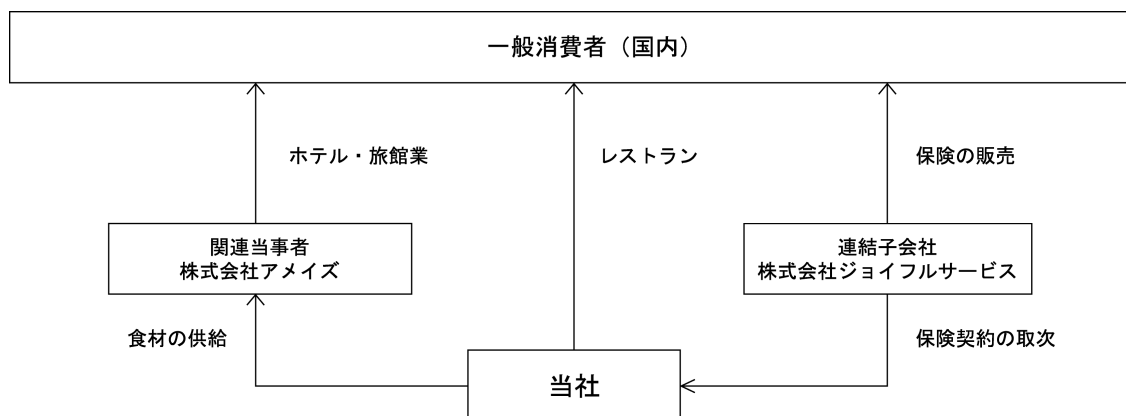 一般消費者（国内）
ホテル・旅館業
レストラン
保険の販売
関連当事者
株式会社アメイズ
連結子会社
株式会社ジョイフルサービス
食材の供給
保険契約の取次
当社